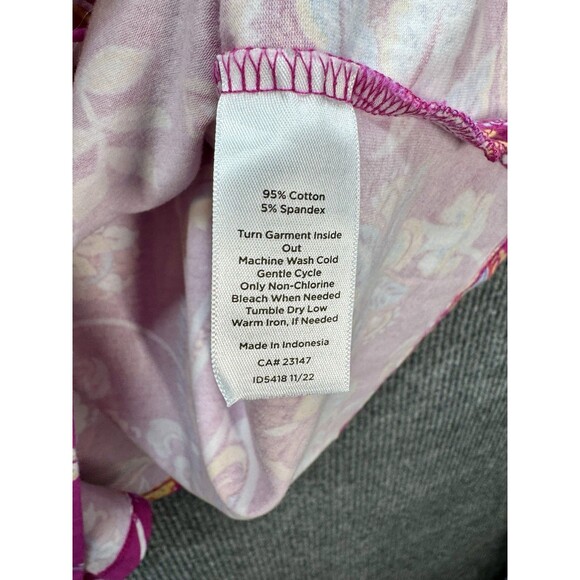 95% Cotton
5% Spandex
Turn Garment Inside
Out
Machine Wash Cold
Gentle Cycle
Only Non-Chlorine
Bleach When Needed
Tumble Dry Low
Warm Iron, If Needed
Made In Indonesia
CA# 23147
ID5418 11/22